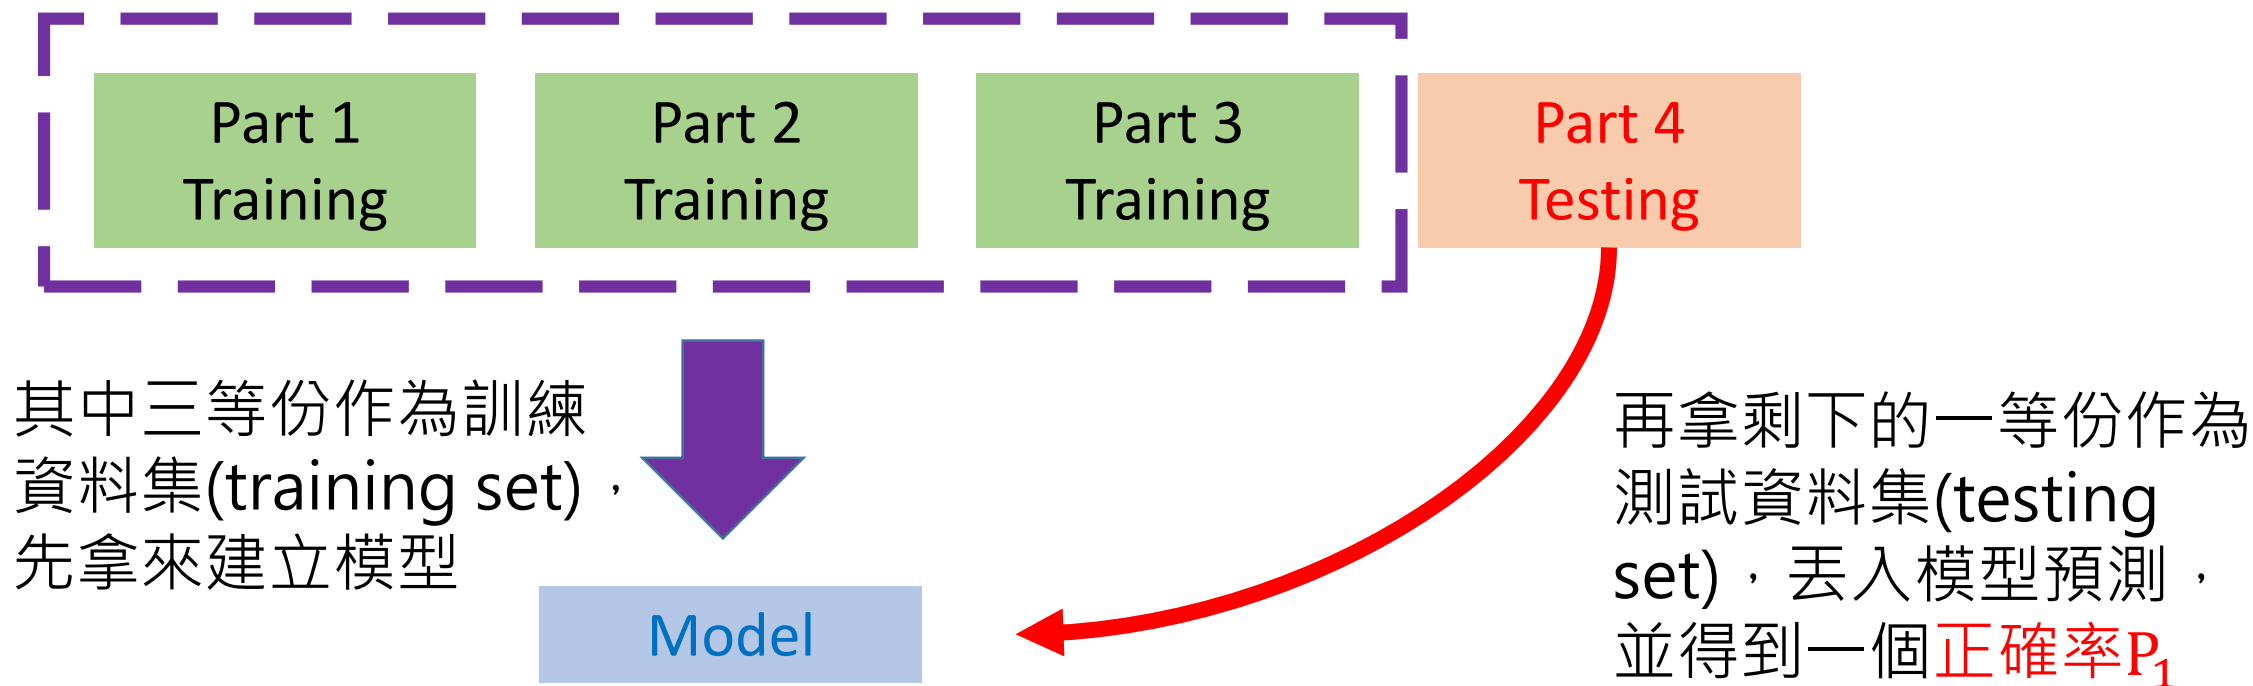 Part 1
Training
Part 2
Training
Part 3
Training
Part 4
Testing
其中三等份作為訓練
資料集(training set)，
先拿來建立模型
Model
再拿剩下的一等份作為
測試資料集(testing
set)，丟入模型預測，
並得到一個正確率P₁